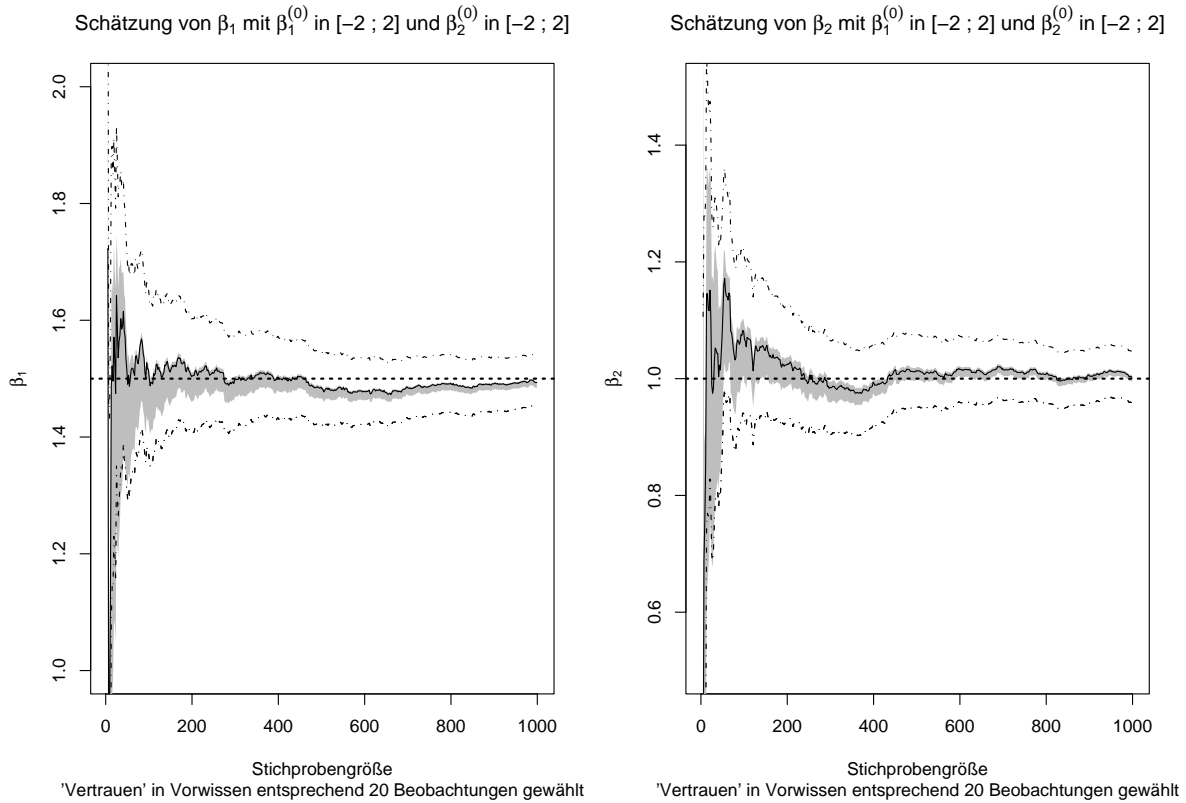 Schätzung von β₁ mit β₁⁽⁰⁾ in [−2 ; 2] und β₂⁽⁰⁾ in [−2 ; 2]
β₁
2.0
1.8
1.6
1.4
1.2
1.0
0 200 400 600 800 1000
Stichprobengröße
'Vertrauen' in Vorwissen entsprechend 20 Beobachtungen gewählt
Schätzung von β₂ mit β₁⁽⁰⁾ in [−2 ; 2] und β₂⁽⁰⁾ in [−2 ; 2]
β₂
1.4
1.2
1.0
0.8
0.6
0 200 400 600 800 1000
Stichprobengröße
'Vertrauen' in Vorwissen entsprechend 20 Beobachtungen gewählt